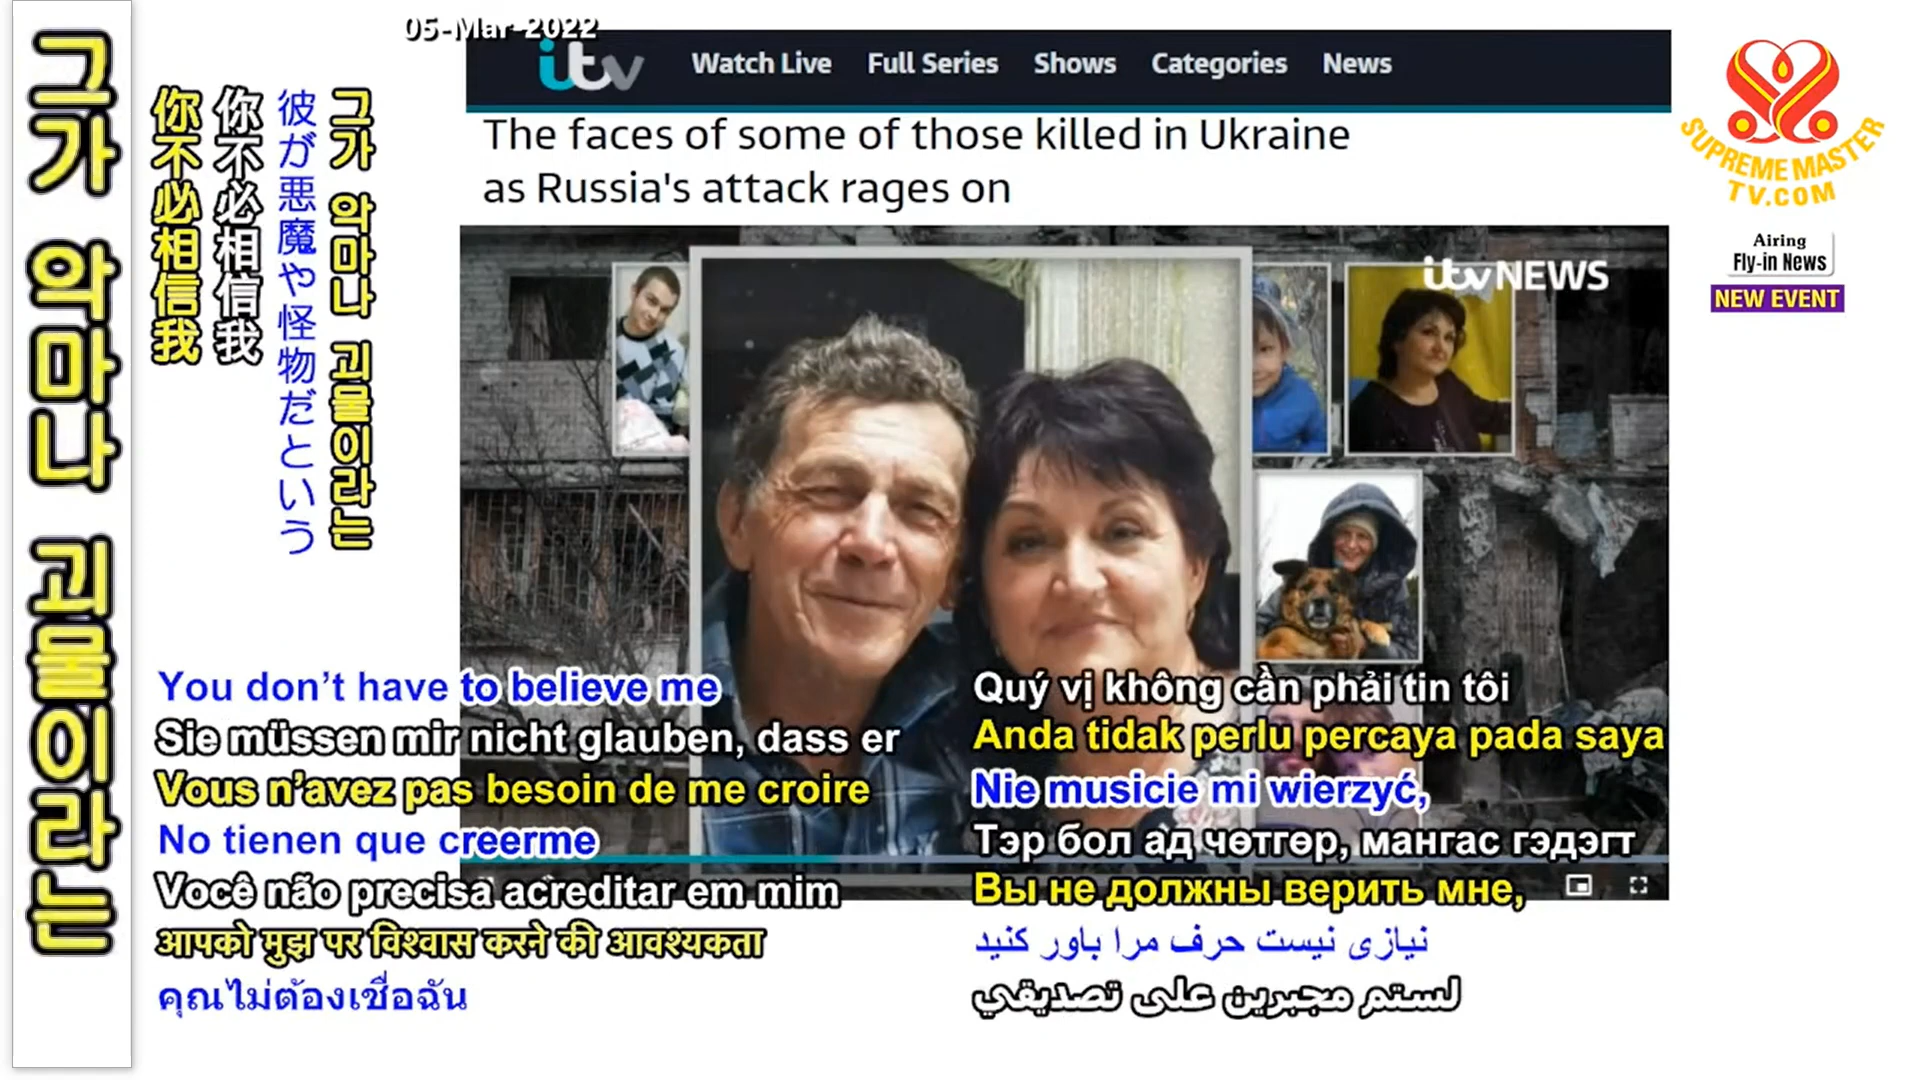 05-Mar-2022
itv Watch Live Full Series Shows Categories News
The faces of some of those killed in Ukraine
as Russia's attack rages on
itv NEWS
SUPREME MASTER
TV.COM
Airing
Fly-in News
NEW EVENT
그가 악마나 괴물이라는
你不必相信我
你不必相信我
彼が悪魔や怪物だという
그가 악마나 괴물이라는
You don't have to believe me
Sie müssen mir nicht glauben, dass er
Vous n'avez pas besoin de me croire
No tienen que creerme
Você não precisa acreditar em mim
आपको मुझ पर विश्वास करने की आवश्यकता
คุณไม่ต้องเชื่อฉัน
Quý vị không cần phải tin tôi
Anda tidak perlu percaya pada saya
Nie musicie mi wierzyć,
Тэр бол ад чөтгөр, мангас гэдэгт
Вы не должны верить мне,
نیازی نیست حرف مرا باور کنید
لستم مجبرين على تصديقي